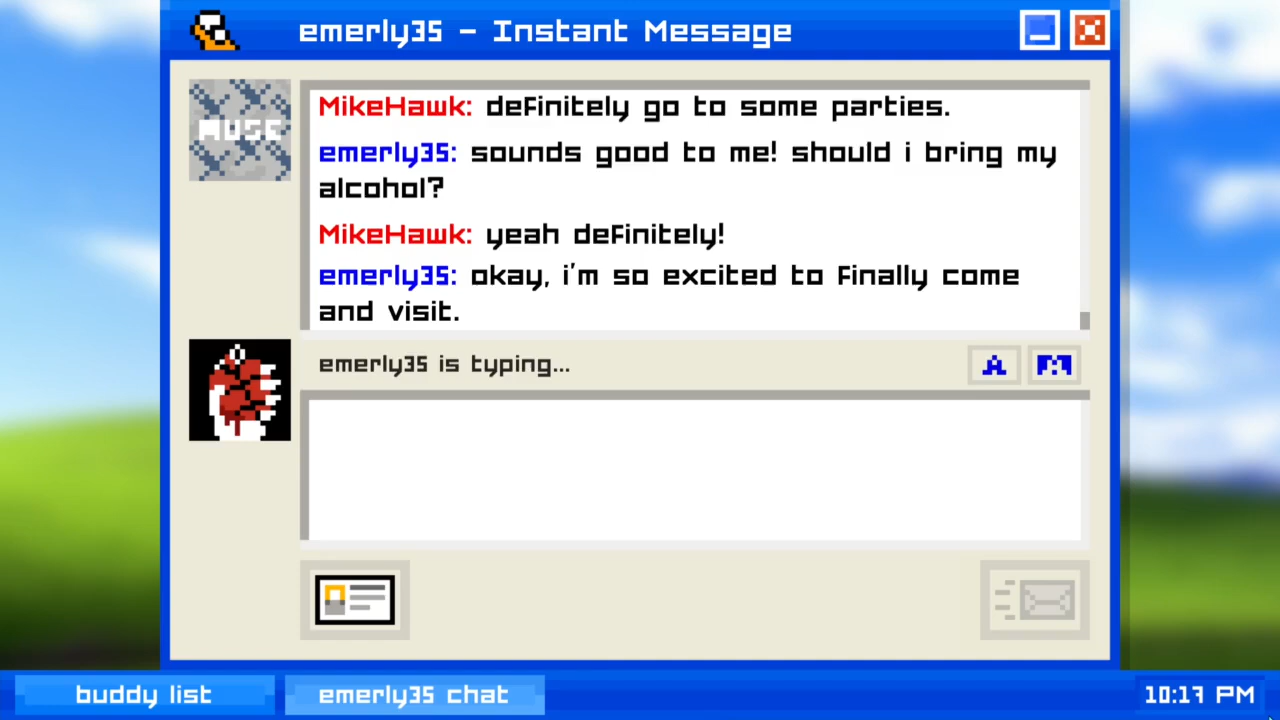 emerly35 - Instant Message
MUSE
MikeHawk: definitely go to some parties.
emerly35: sounds good to me! should i bring my
alcohol?
MikeHawk: yeah definitely!
emerly35: okay, i'm so excited to finally come
and visit.
emerly35 is typing...
A
buddy list
emerly35 chat
10:17 PM